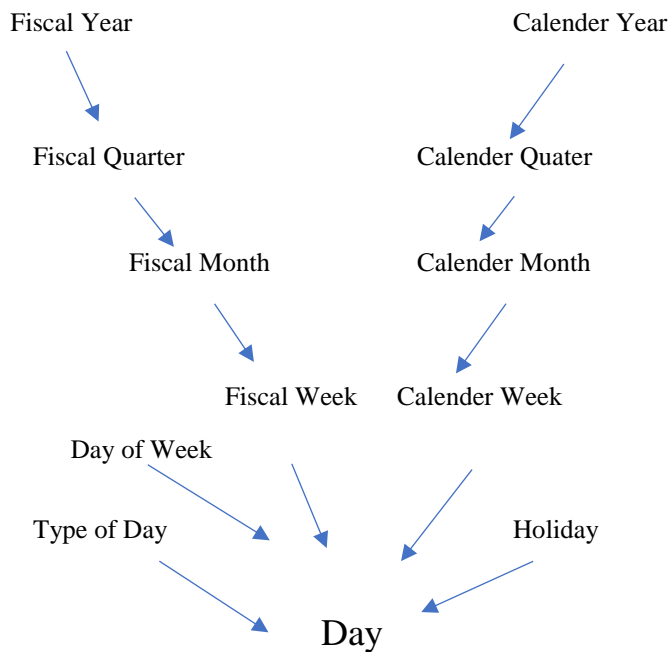 Fiscal Year
Calender Year
Fiscal Quarter
Calender Quater
Fiscal Month
Calender Month
Fiscal Week
Calender Week
Day of Week
Type of Day
Holiday
Day